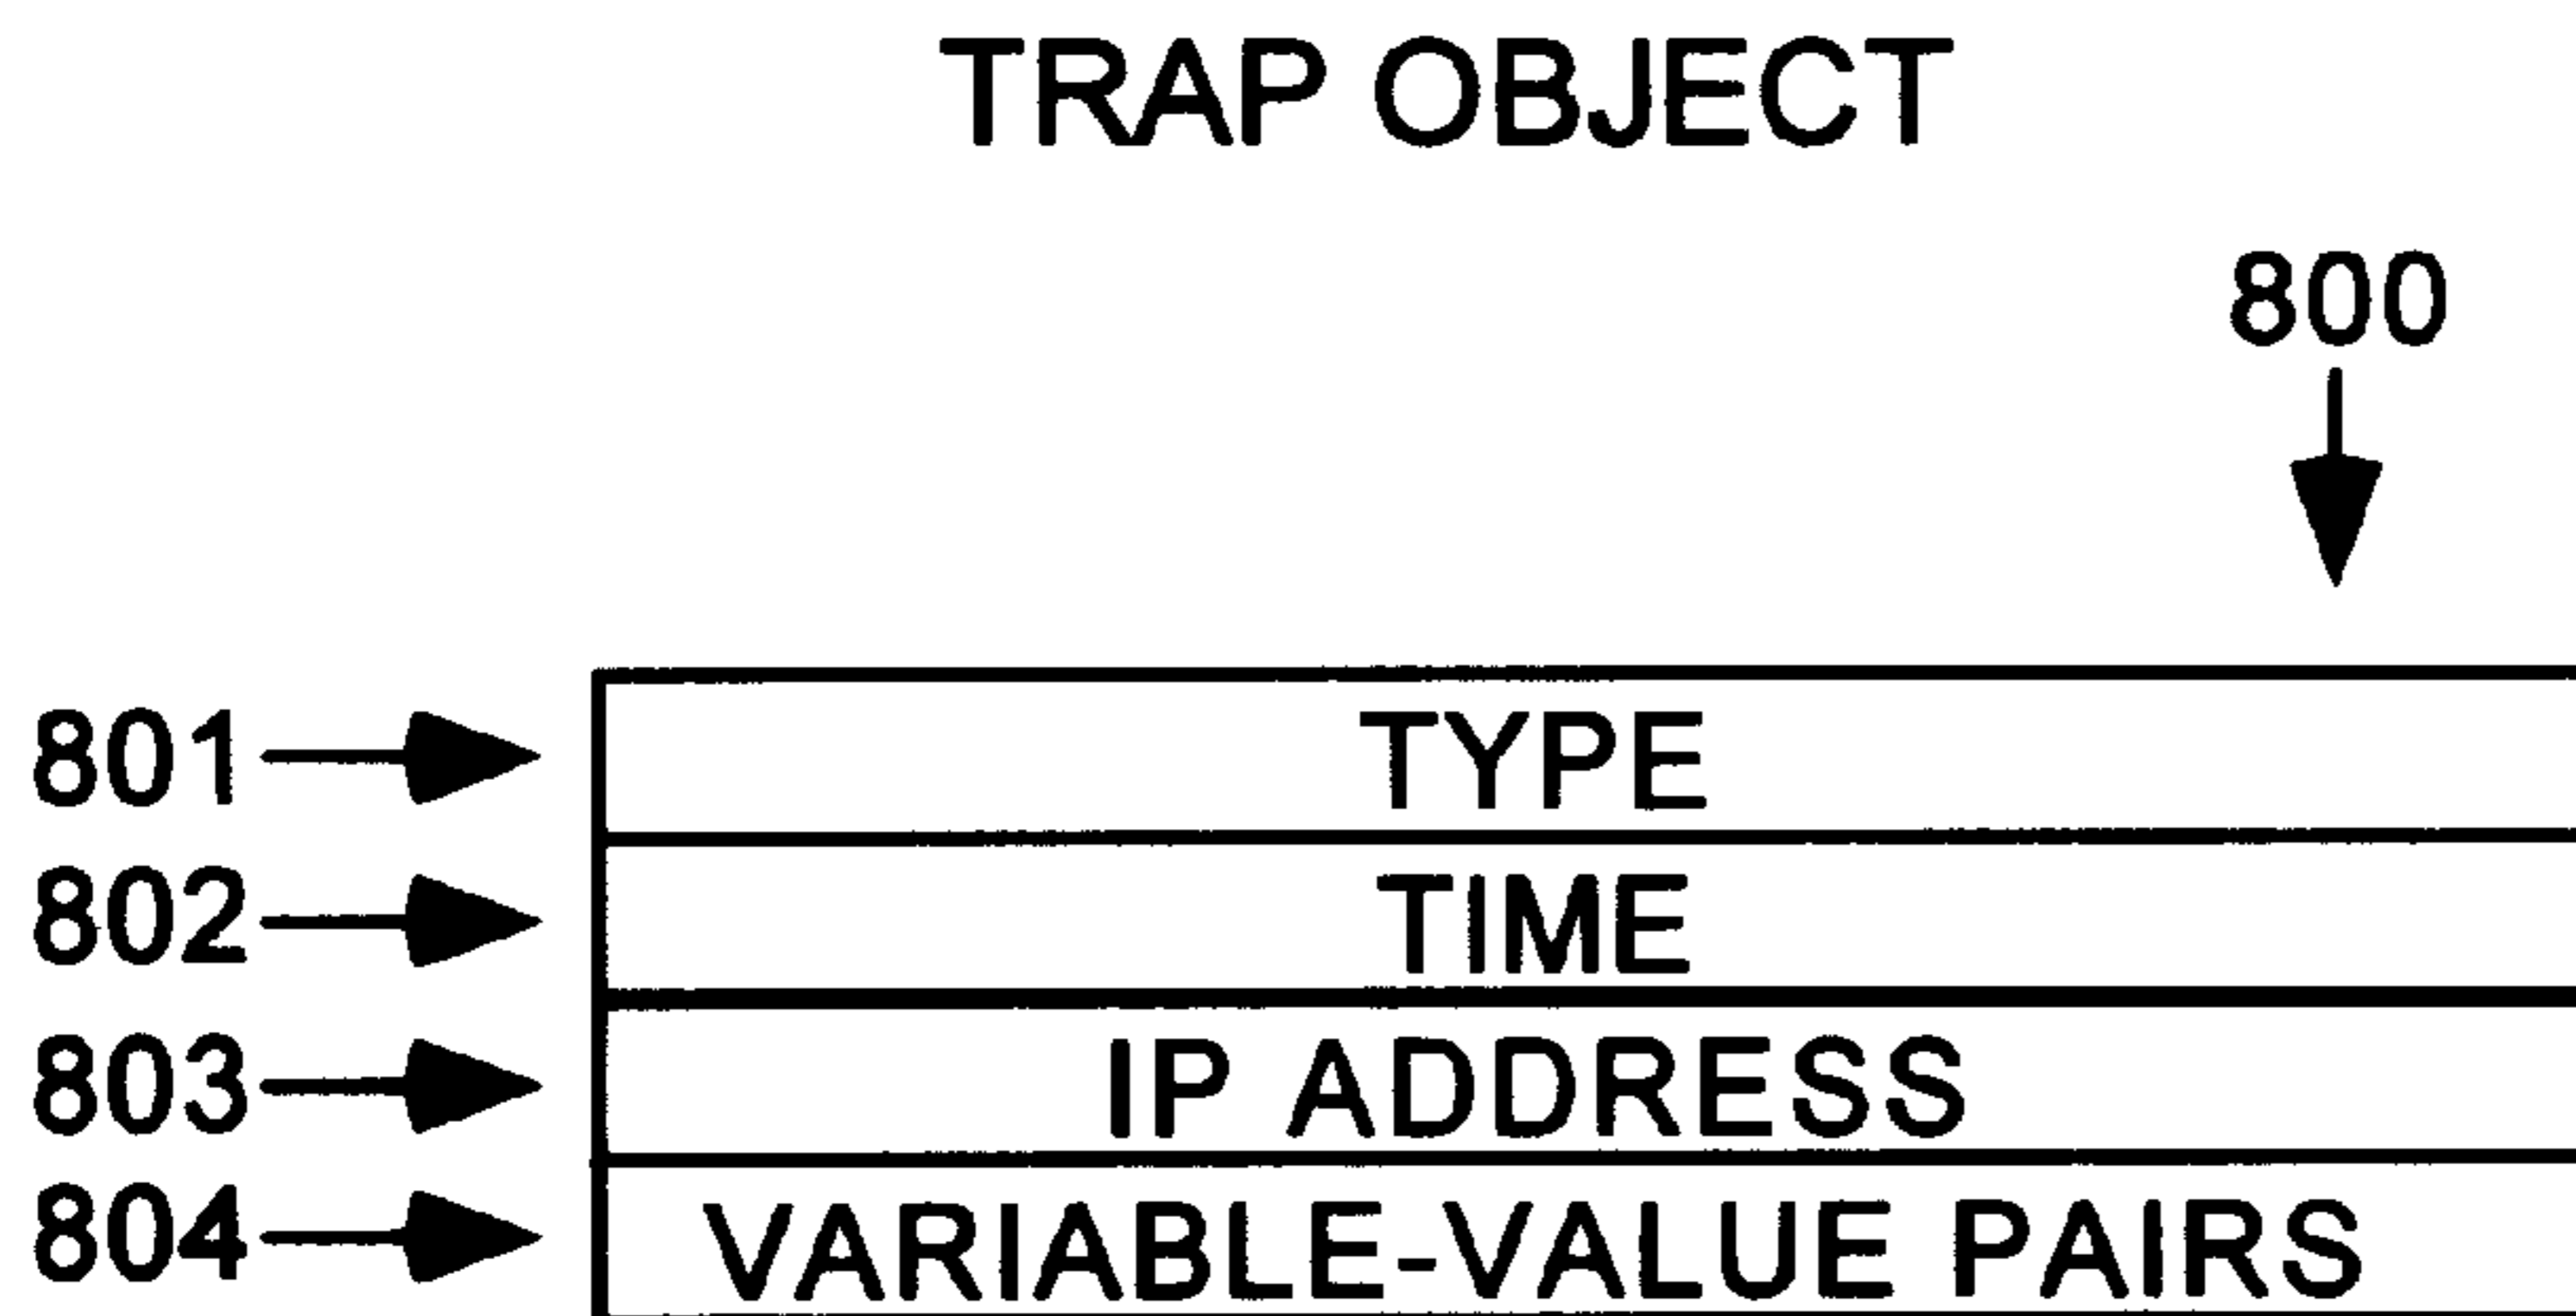 TRAP OBJECT
800
801 TYPE
802 TIME
803 IP ADDRESS
804 VARIABLE-VALUE PAIRS